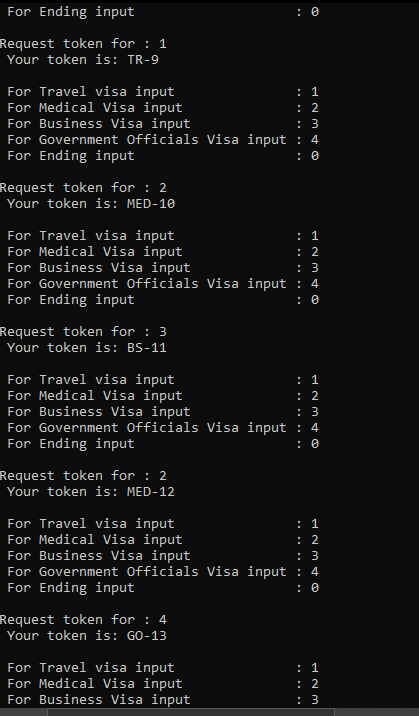 For Ending input : 0
Request token for : 1
Your token is: TR-9
For Travel visa input : 1
For Medical Visa input : 2
For Business Visa input : 3
For Government Officials Visa input : 4
For Ending input : 0
Request token for : 2
Your token is: MED-10
For Travel visa input : 1
For Medical Visa input : 2
For Business Visa input : 3
For Government Officials Visa input : 4
For Ending input : 0
Request token for : 3
Your token is: BS-11
For Travel visa input : 1
For Medical Visa input : 2
For Business Visa input : 3
For Government Officials Visa input : 4
For Ending input : 0
Request token for : 2
Your token is: MED-12
For Travel visa input : 1
For Medical Visa input : 2
For Business Visa input : 3
For Government Officials Visa input : 4
For Ending input : 0
Request token for : 4
Your token is: GO-13
For Travel visa input : 1
For Medical Visa input : 2
For Business Visa input : 3